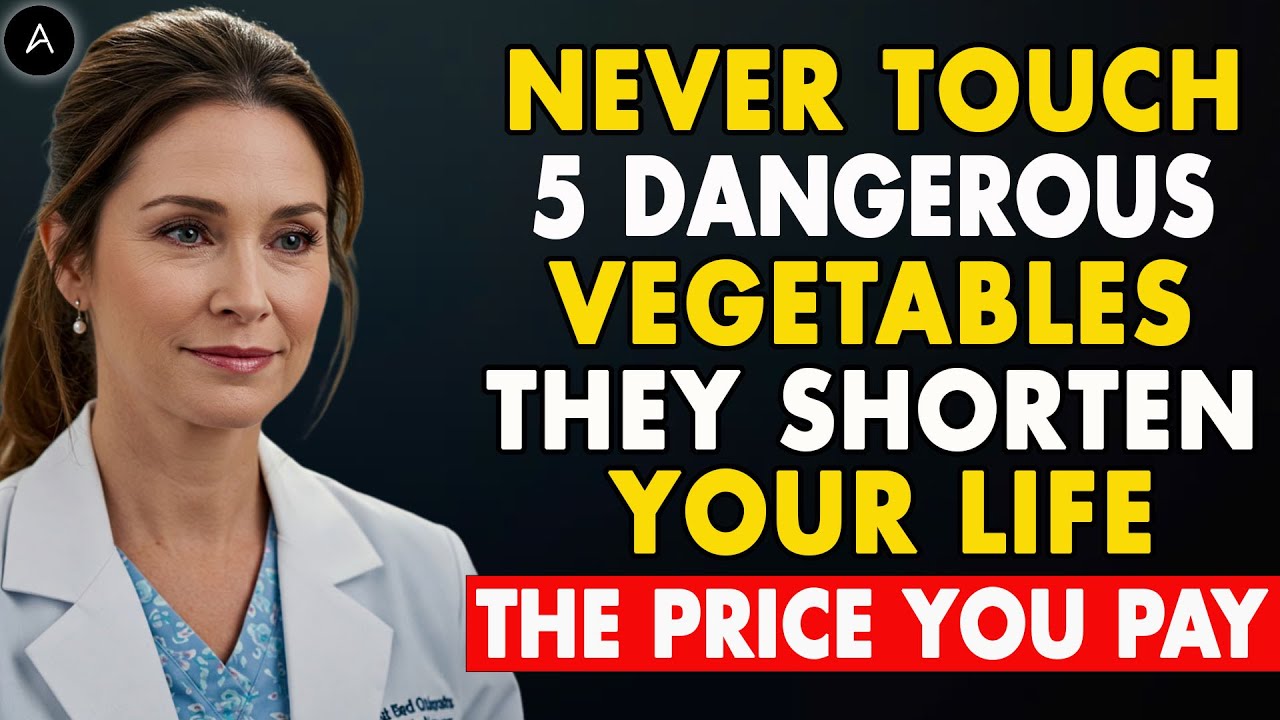 NEVER TOUCH
5 DANGEROUS
VEGETABLES
THEY SHORTEN
YOUR LIFE
THE PRICE YOU PAY
A